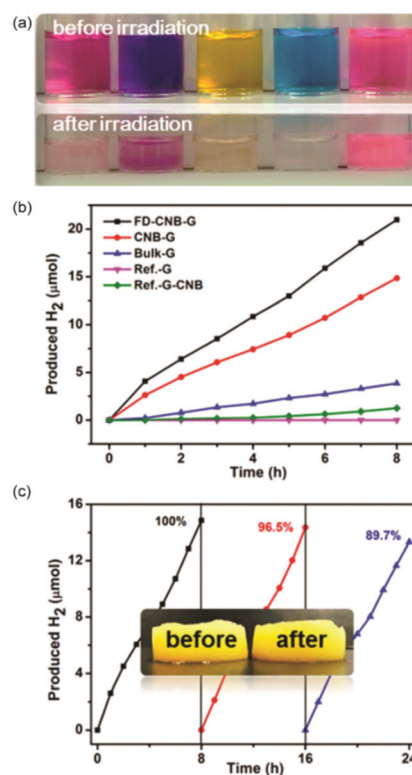 (a)
before irradiation
after irradiation
(b)
Produced H2 (μmol)
20
15
10
5
0
FD-CNB-G
CNB-G
Bulk-G
Ref.-G
Ref.-G-CNB
0 2 4 6 8
Time (h)
(c)
Produced H2 (μmol)
16
12
8
4
0
100%
96.5%
89.7%
before after
0 8 16 24
Time (h)